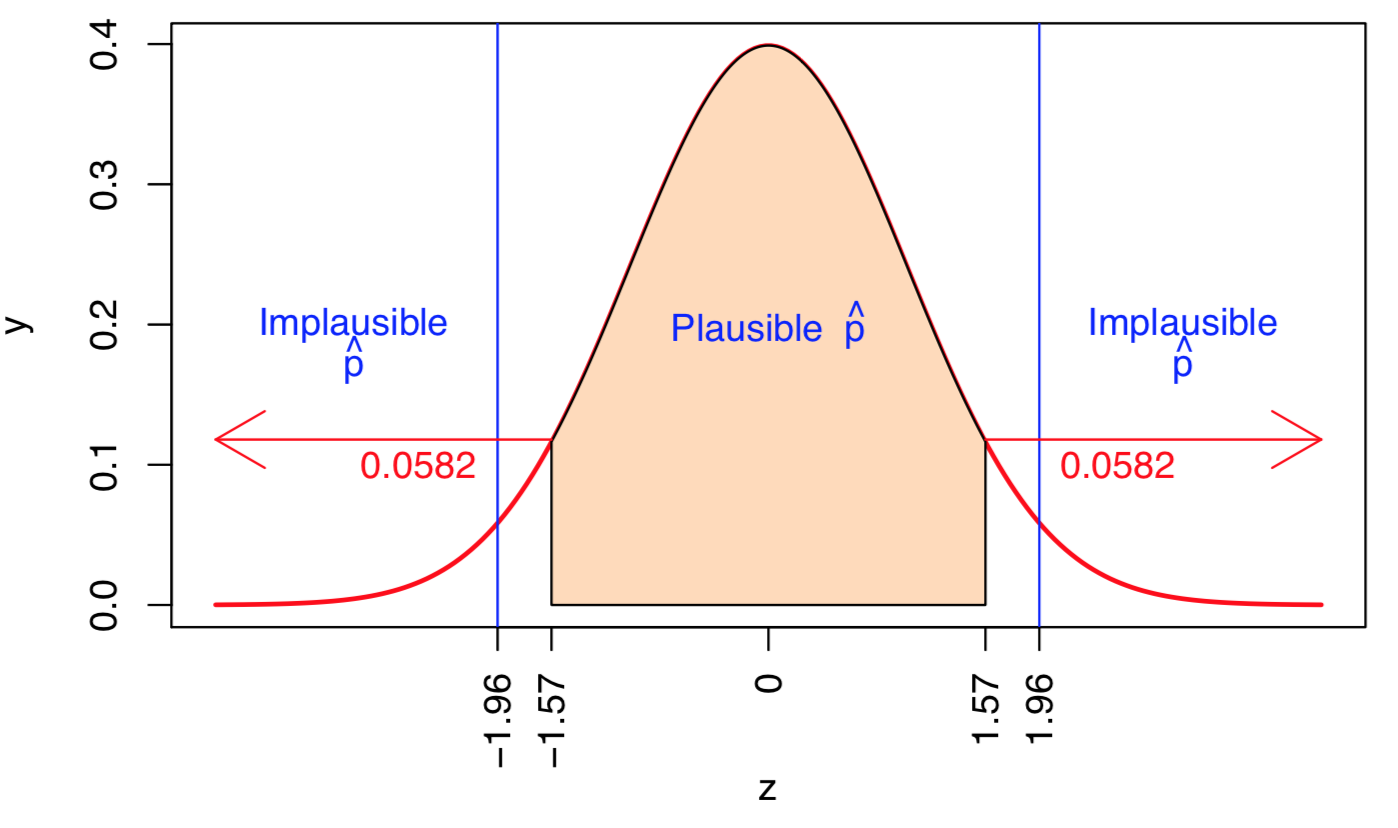 0.4
0.3
0.2
0.1
0.0
y
Implausible
p̂
Plausible p̂
Implausible
p̂
0.0582
0.0582
−1.96
−1.57
0
1.57
1.96
z